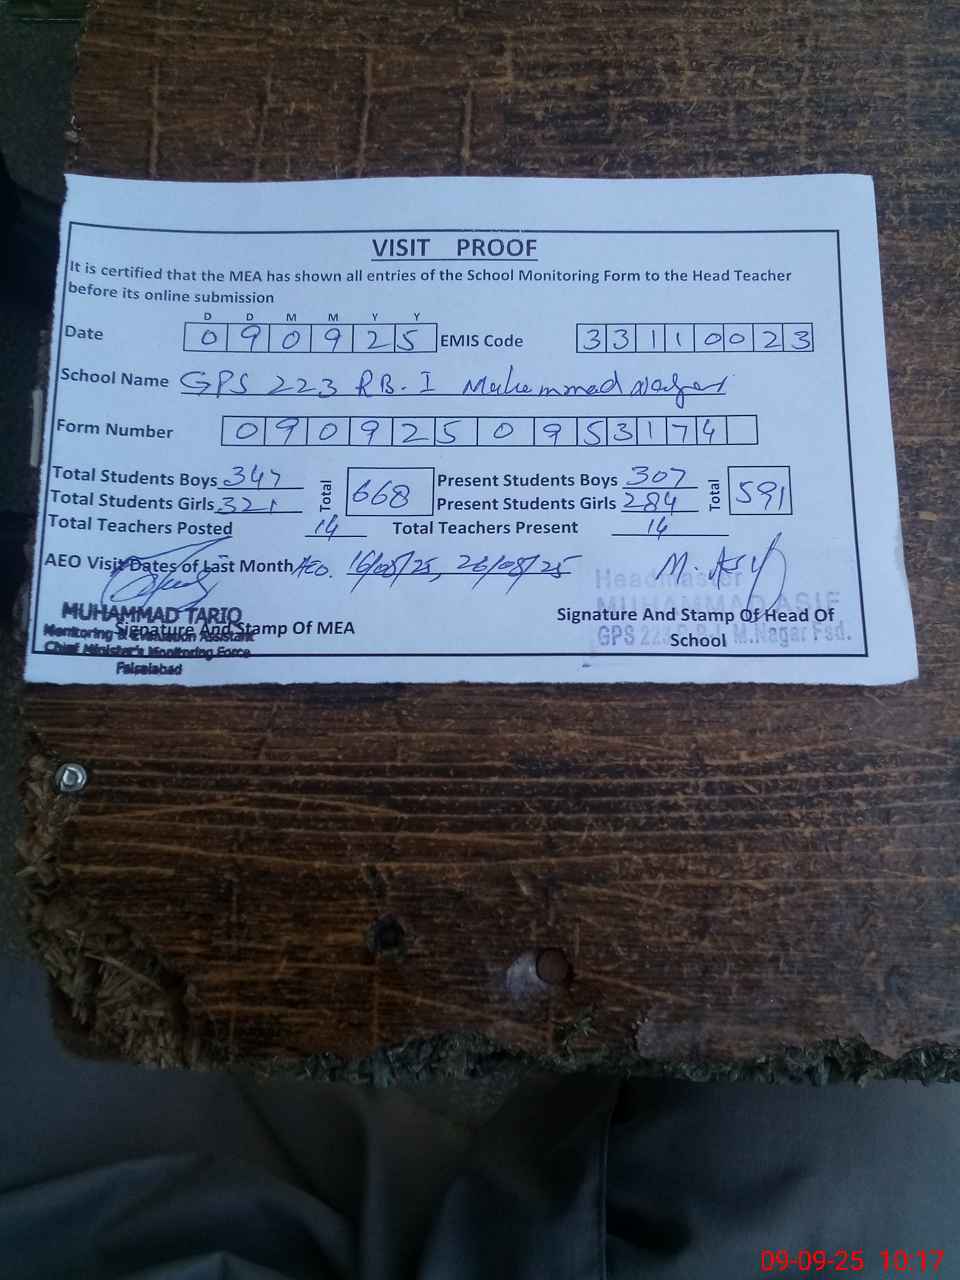 VISIT PROOF
It is certified that the MEA has shown all entries of the School Monitoring Form to the Head Teacher
before its online submission
D D M M Y Y
Date 0 9 0 9 2 5 EMIS Code 3 3 1 1 0 0 2 3
School Name GPS 223 RB-I Muhammad Nagar
Form Number 0 9 0 9 2 5 0 9 5 3 1 7 4
Total Students Boys 347 Total 668 Present Students Boys 307 Total 591
Total Students Girls 321 Present Students Girls 284
Total Teachers Posted 14 Total Teachers Present 14
AEO Visit Dates of Last Month AEO. 16/08/25, 26/08/25 M. Asif
Headmaster
MUHAMMAD TARIQ MUHAMMAD ASIF
Signature And Stamp Of MEA Signature And Stamp Of Head Of
Monitoring & Evaluation Assistant School GPS 223 M.Nagar Fsd.
Chief Minister's Monitoring Force
Faisalabad
09-09-25 10:17